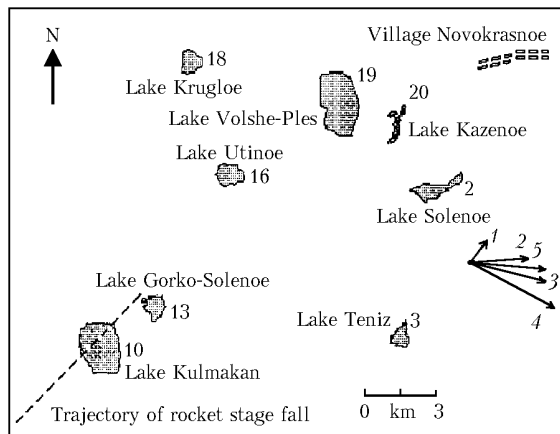 N
Village Novokrasnoe
18
Lake Krugloe
19
20
Lake Volshe-Ples
Lake Kazenoe
Lake Utinoe
16
2
Lake Solenoe
1
2
5
3
4
Lake Gorko-Solenoe
13
Lake Teniz
3
10
Lake Kulmakan
0 km 3
Trajectory of rocket stage fall